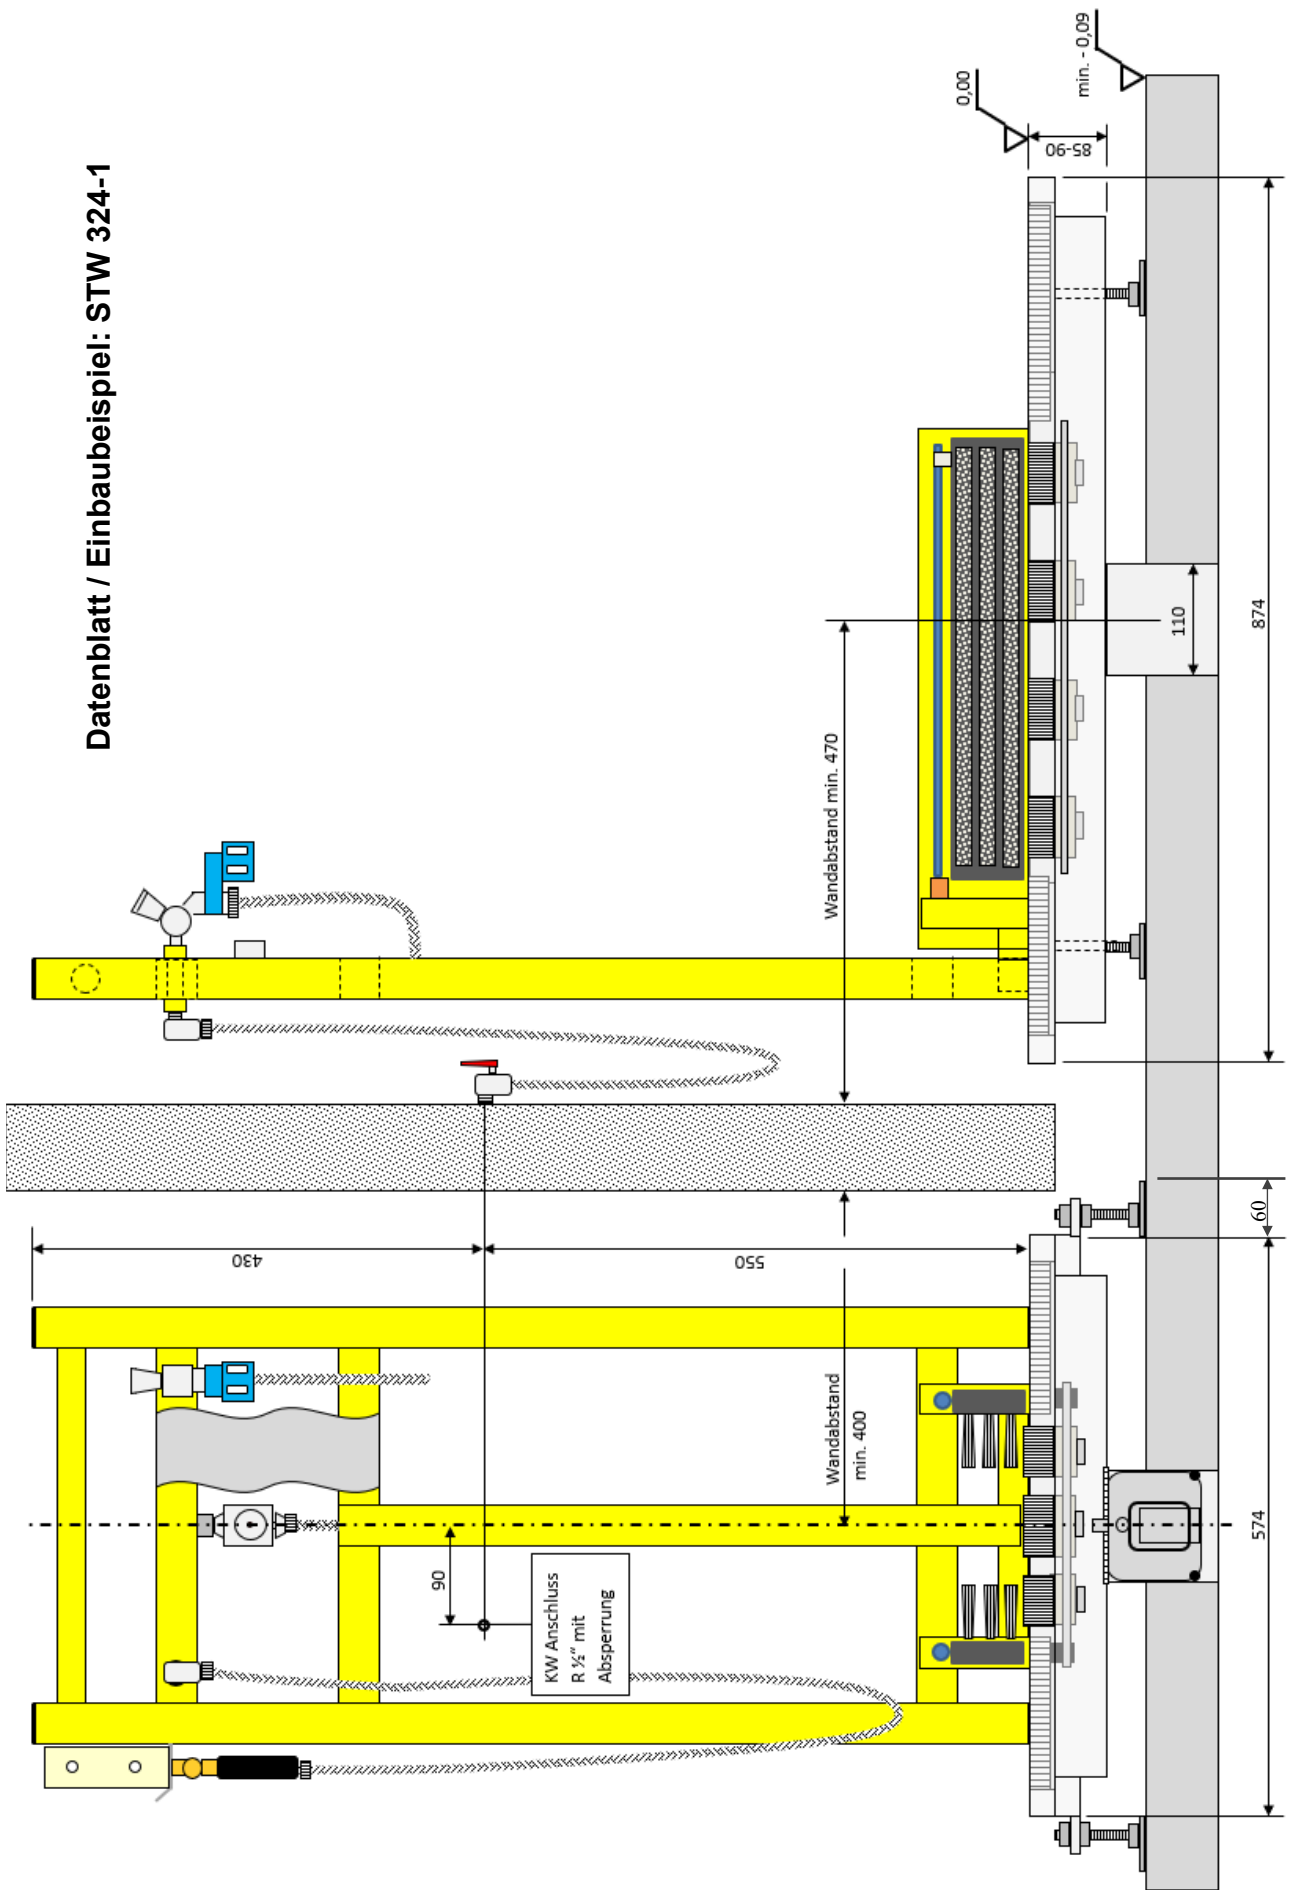 Datenblatt / Einbaubeispiel: STW 324-1
0,00
min. - 0,09
85-90
Wandabstand min. 470
110
874
430
550
60
Wandabstand
min. 400
90
KW Anschluss
R ½“ mit
Absperrung
574